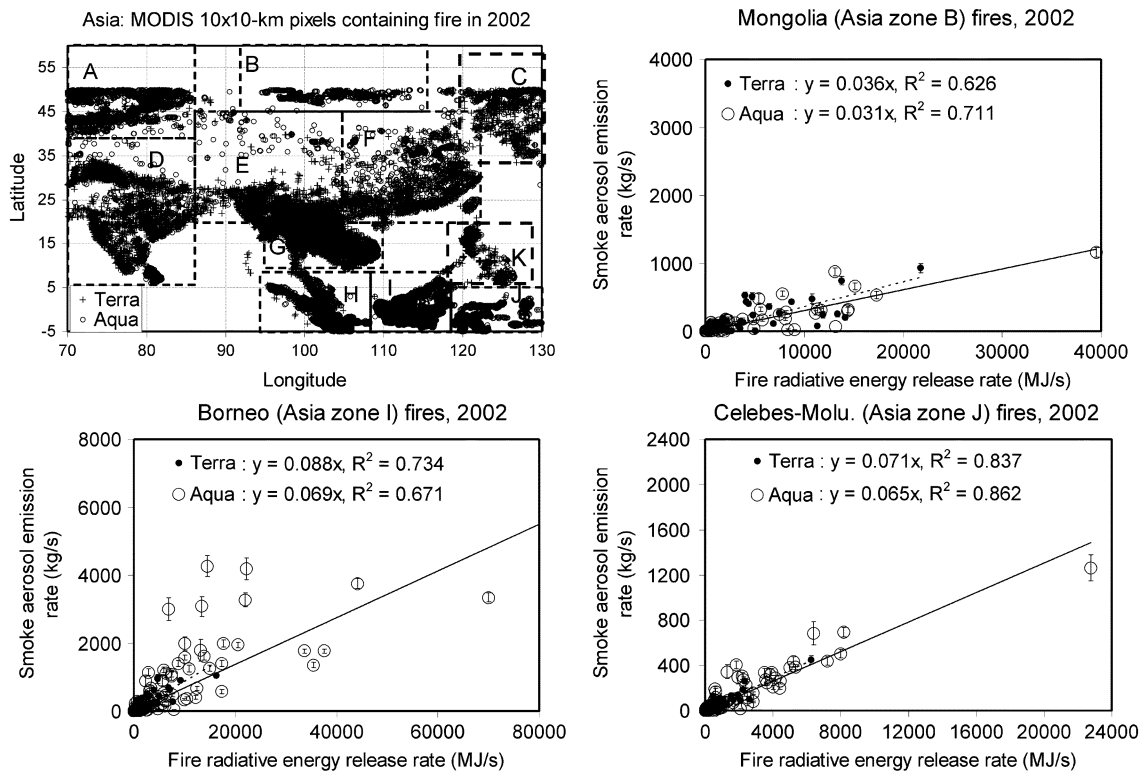 Asia: MODIS 10x10-km pixels containing fire in 2002
55
45
35
25
15
5
-5
Latitude
A
B
C
D
E
F
G
H
I
J
K
+ Terra
○ Aqua
70 80 90 100 110 120 130
Longitude
Mongolia (Asia zone B) fires, 2002
4000
3000
2000
1000
0
Smoke aerosol emission
rate (kg/s)
Terra : y = 0.036x, R² = 0.626
Aqua : y = 0.031x, R² = 0.711
0 10000 20000 30000 40000
Fire radiative energy release rate (MJ/s)
Borneo (Asia zone I) fires, 2002
8000
6000
4000
2000
0
Smoke aerosol emission
rate (kg/s)
Terra : y = 0.088x, R² = 0.734
Aqua : y = 0.069x, R² = 0.671
0 20000 40000 60000 80000
Fire radiative energy release rate (MJ/s)
Celebes-Molu. (Asia zone J) fires, 2002
2400
2000
1600
1200
800
400
0
Smoke aerosol emission
rate (kg/s)
Terra : y = 0.071x, R² = 0.837
Aqua : y = 0.065x, R² = 0.862
0 4000 8000 12000 16000 20000 24000
Fire radiative energy release rate (MJ/s)